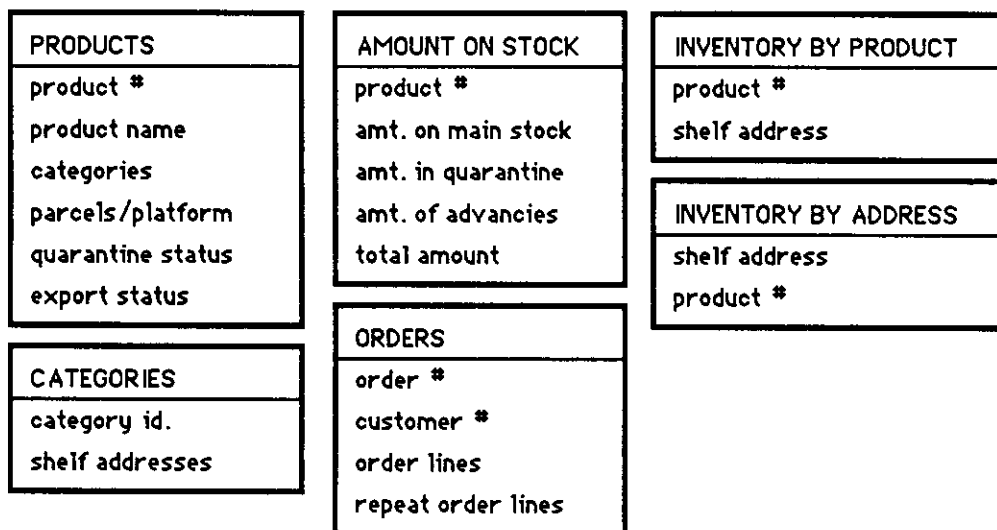 PRODUCTS
product #
product name
categories
parcels/platform
quarantine status
export status
CATEGORIES
category id.
shelf addresses
AMOUNT ON STOCK
product #
amt. on main stock
amt. in quarantine
amt. of advancies
total amount
ORDERS
order #
customer #
order lines
repeat order lines
INVENTORY BY PRODUCT
product #
shelf address
INVENTORY BY ADDRESS
shelf address
product #